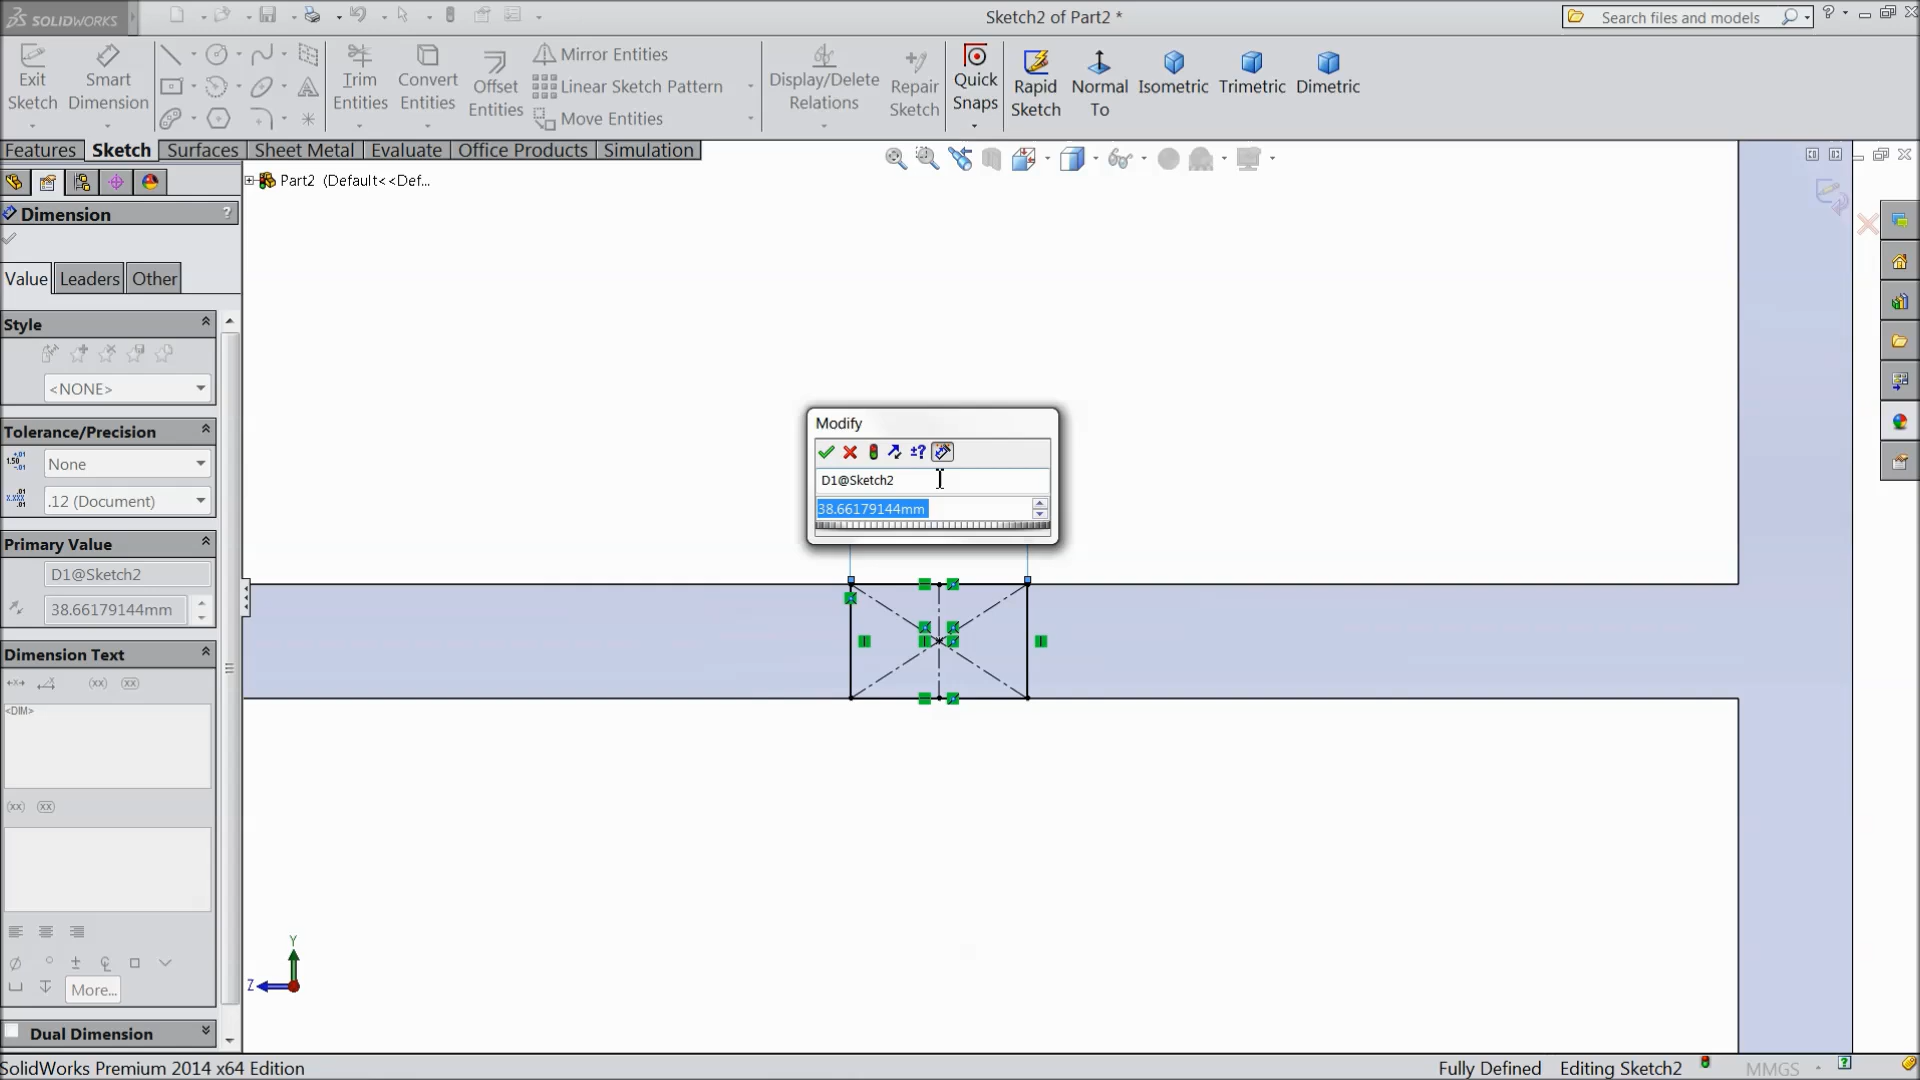 SOLIDWORKS
Sketch2 of Part2 *
Search files and models
?
Exit Sketch
Smart Dimension
Trim Entities
Convert Entities
Offset Entities
Mirror Entities
Linear Sketch Pattern
Move Entities
Display/Delete Relations
Repair Sketch
Quick Snaps
Rapid Sketch
Normal To
Isometric
Trimetric
Dimetric
Features
Sketch
Surfaces
Sheet Metal
Evaluate
Office Products
Simulation
Part2 (Default<<Def...
Dimension
?
Value
Leaders
Other
Style
<NONE>
Tolerance/Precision
None
.12 (Document)
Primary Value
D1@Sketch2
38.66179144mm
Dimension Text
(xx) (xx)
<DIM>
(xx) (xx)
More...
Dual Dimension
Modify
±?
D1@Sketch2
38.66179144mm
Y
Z
SolidWorks Premium 2014 x64 Edition
Fully Defined
Editing Sketch2
MMGS
?